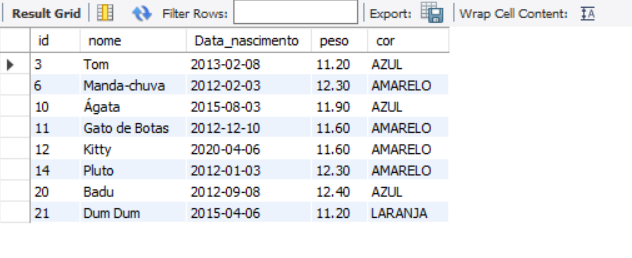 Result Grid Filter Rows: Export: Wrap Cell Content: IA
id nome Data_nascimento peso cor
3 Tom 2013-02-08 11.20 AZUL
6 Manda-chuva 2012-02-03 12.30 AMARELO
10 Ágata 2015-08-03 11.90 AZUL
11 Gato de Botas 2012-12-10 11.60 AMARELO
12 Kitty 2020-04-06 11.60 AMARELO
14 Pluto 2012-01-03 12.30 AMARELO
20 Badu 2012-09-08 12.40 AZUL
21 Dum Dum 2015-04-06 11.20 LARANJA